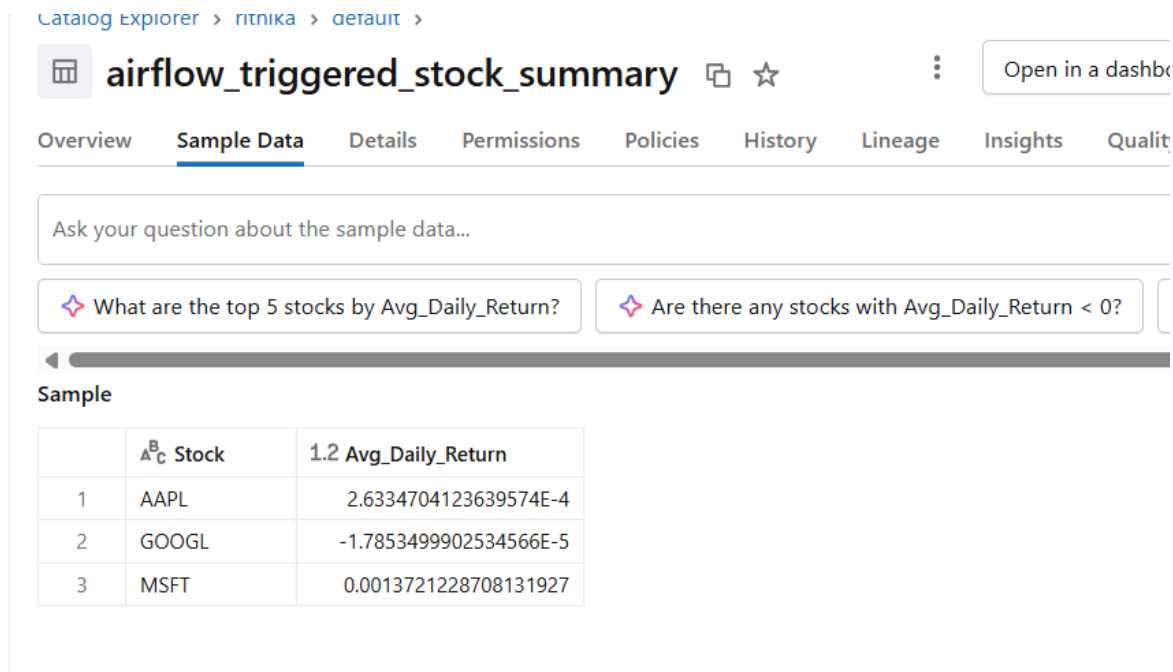 Catalog Explorer > rithika > default >
airflow_triggered_stock_summary
Open in a dashbo
Overview Sample Data Details Permissions Policies History Lineage Insights Quality
Ask your question about the sample data...
What are the top 5 stocks by Avg_Daily_Return? Are there any stocks with Avg_Daily_Return < 0?
Sample
ABC Stock 1.2 Avg_Daily_Return
1 AAPL 2.6334704123639574E-4
2 GOOGL -1.7853499902534566E-5
3 MSFT 0.0013721228708131927